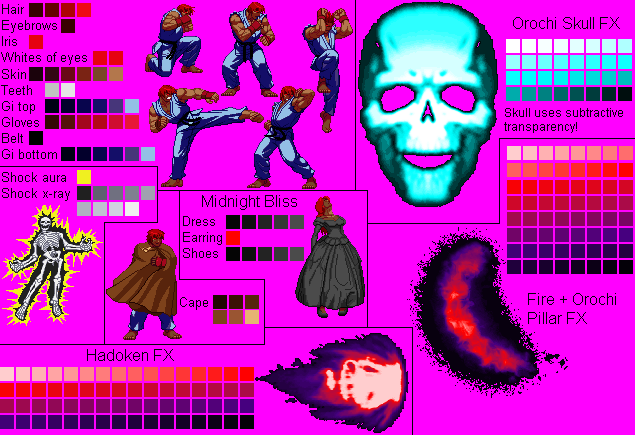 Hair
Eyebrows
Iris
Whites of eyes
Skin
Teeth
Gi top
Gloves
Belt
Gi bottom
Shock aura
Shock x-ray
Orochi Skull FX
Skull uses subtractive
transparency!
Midnight Bliss
Dress
Earring
Shoes
Cape
Fire + Orochi
Pillar FX
Hadoken FX